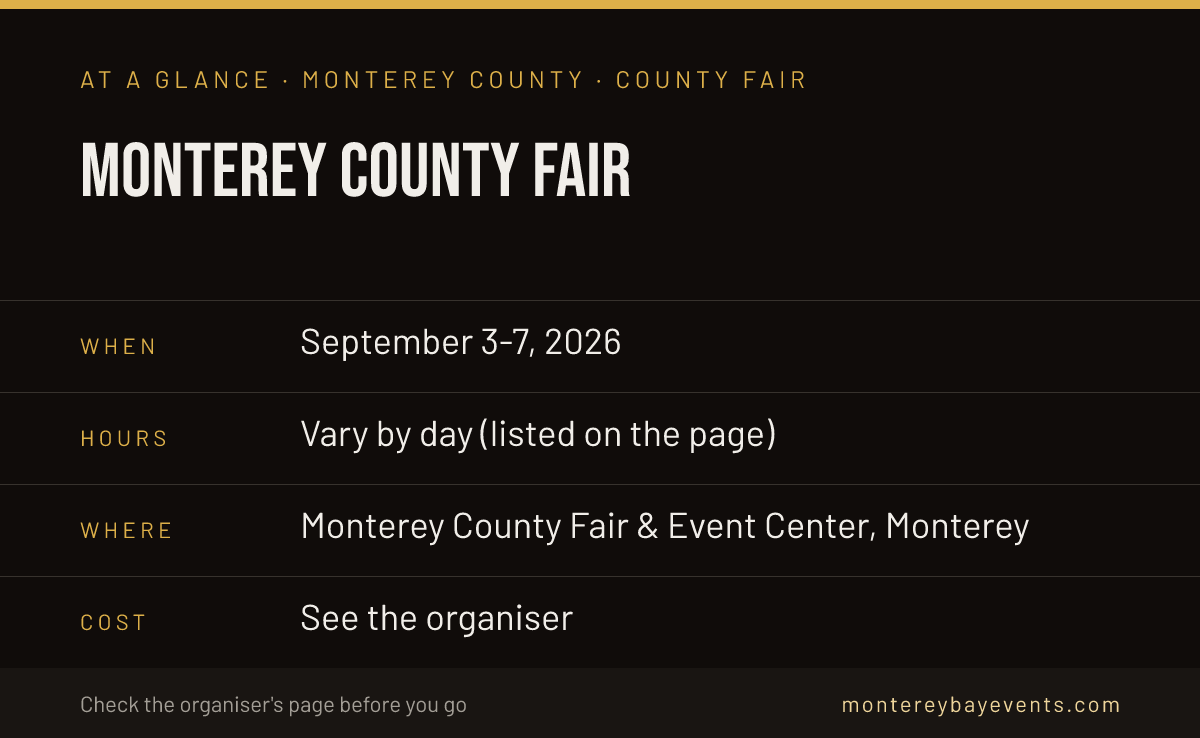 AT A GLANCE · MONTEREY COUNTY · COUNTY FAIR
MONTEREY COUNTY FAIR
WHEN September 3-7, 2026
HOURS Vary by day (listed on the page)
WHERE Monterey County Fair & Event Center, Monterey
COST See the organiser
Check the organiser's page before you go montereybayevents.com